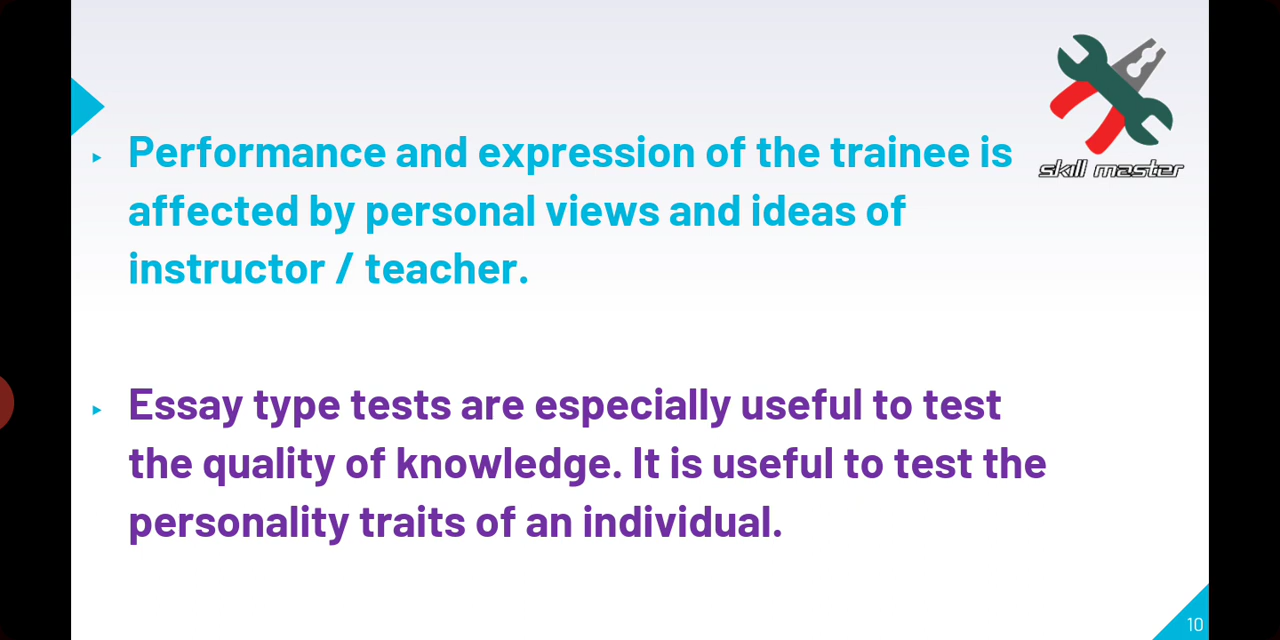 skill master
Performance and expression of the trainee is
affected by personal views and ideas of
instructor / teacher.
Essay type tests are especially useful to test
the quality of knowledge. It is useful to test the
personality traits of an individual.
10